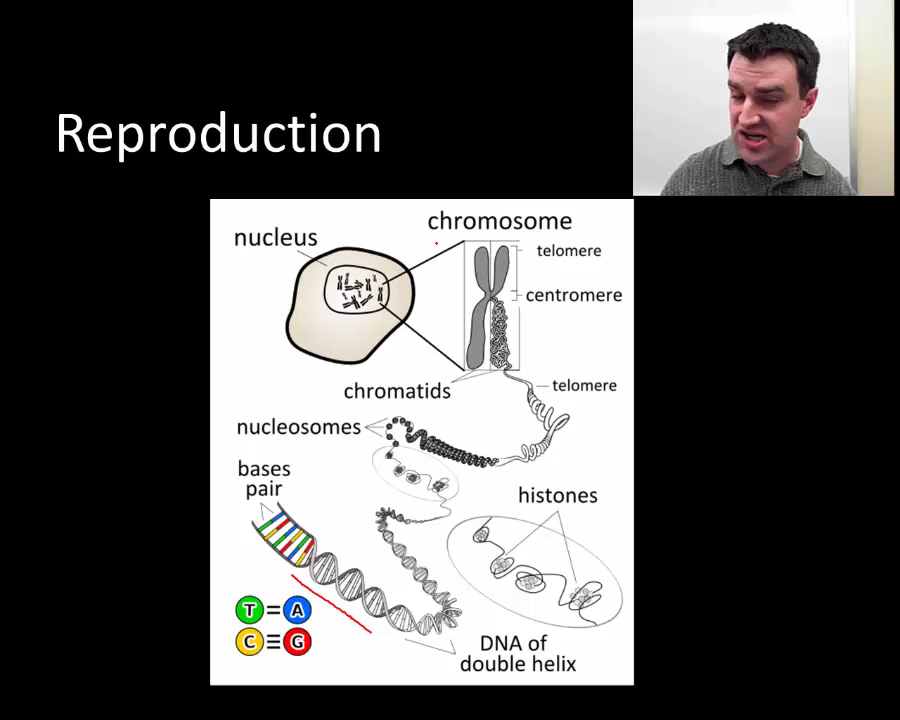 Reproduction
chromosome
nucleus
telomere
centromere
chromatids
telomere
nucleosomes
bases
pair
histones
T = A
C ≡ G
DNA of
double helix